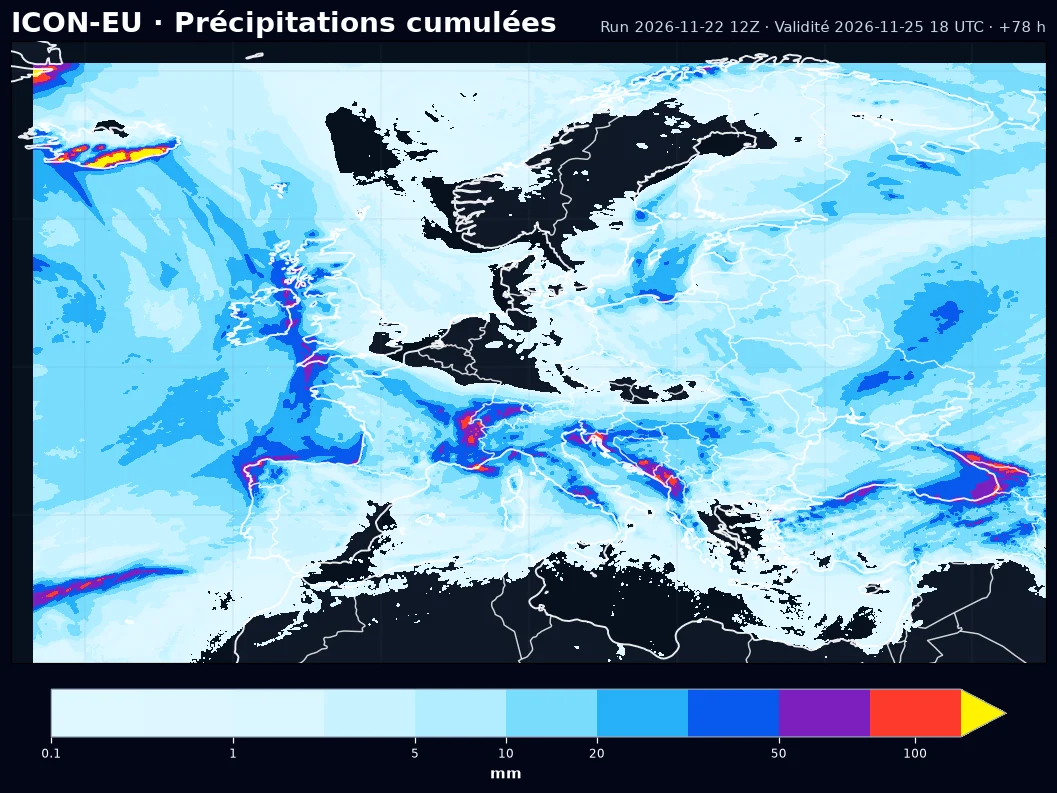 ICON-EU · Précipitations cumulées
Run 2026-11-22 12Z · Validité 2026-11-25 18 UTC · +78 h
0.1 1 5 10 20 50 100
mm